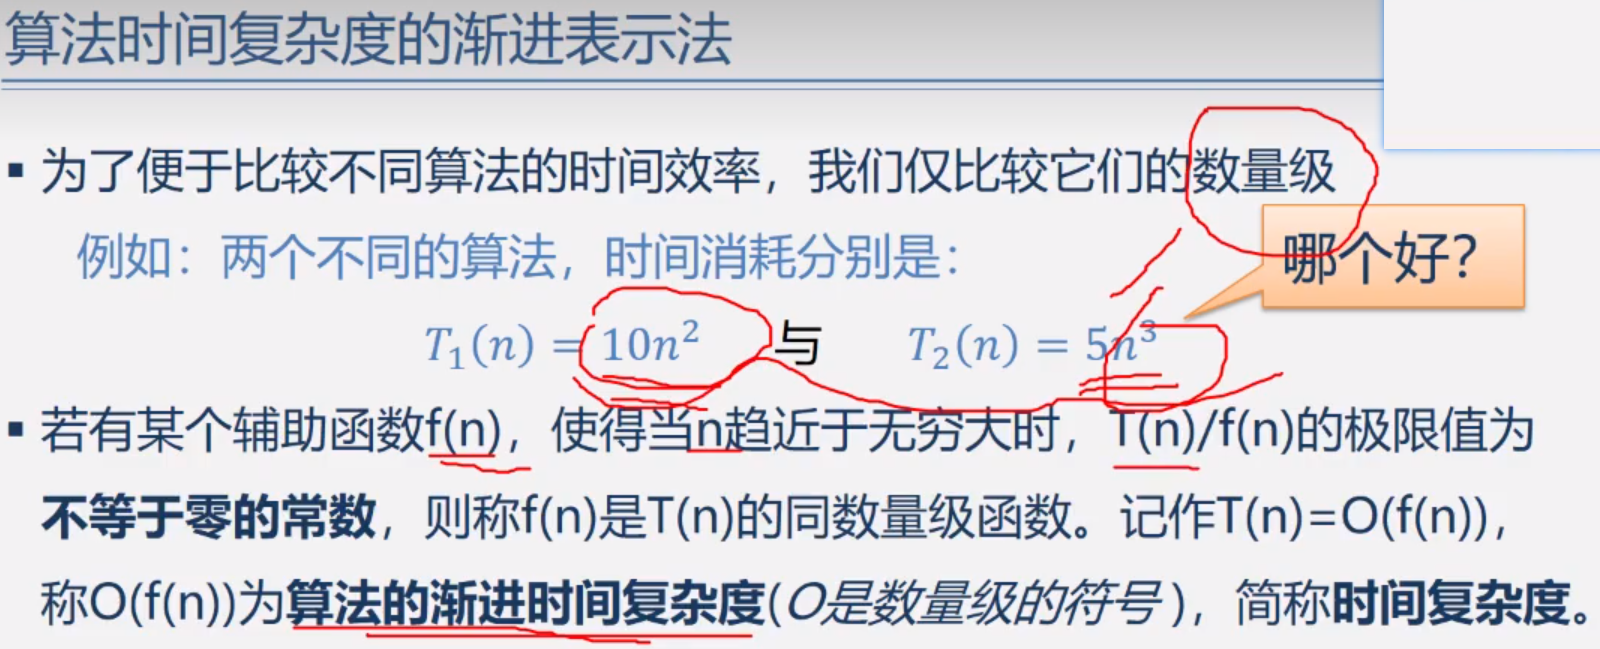 算法时间复杂度的渐进表示法
▪ 为了便于比较不同算法的时间效率，我们仅比较它们的数量级
例如：两个不同的算法，时间消耗分别是：
哪个好？
T₁(n) = 10n² 与 T₂(n) = 5n³
▪ 若有某个辅助函数f(n)，使得当n趋近于无穷大时，T(n)/f(n)的极限值为
不等于零的常数，则称f(n)是T(n)的同数量级函数。记作T(n)=O(f(n))，
称O(f(n))为算法的渐进时间复杂度(O是数量级的符号)，简称时间复杂度。